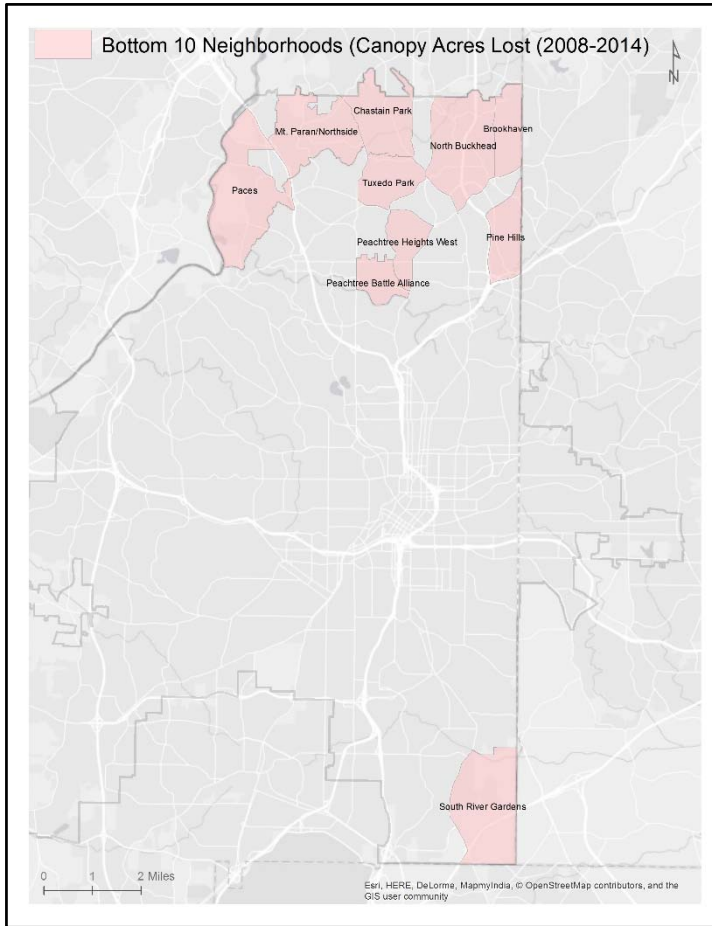 Bottom 10 Neighborhoods (Canopy Acres Lost (2008-2014)
N
Chastain Park
Mt. Paran/Northside
Brookhaven
North Buckhead
Tuxedo Park
Paces
Peachtree Heights West
Pine Hills
Peachtree Battle Alliance
South River Gardens
0 1 2 Miles
Esri, HERE, DeLorme, MapmyIndia, © OpenStreetMap contributors, and the
GIS user community